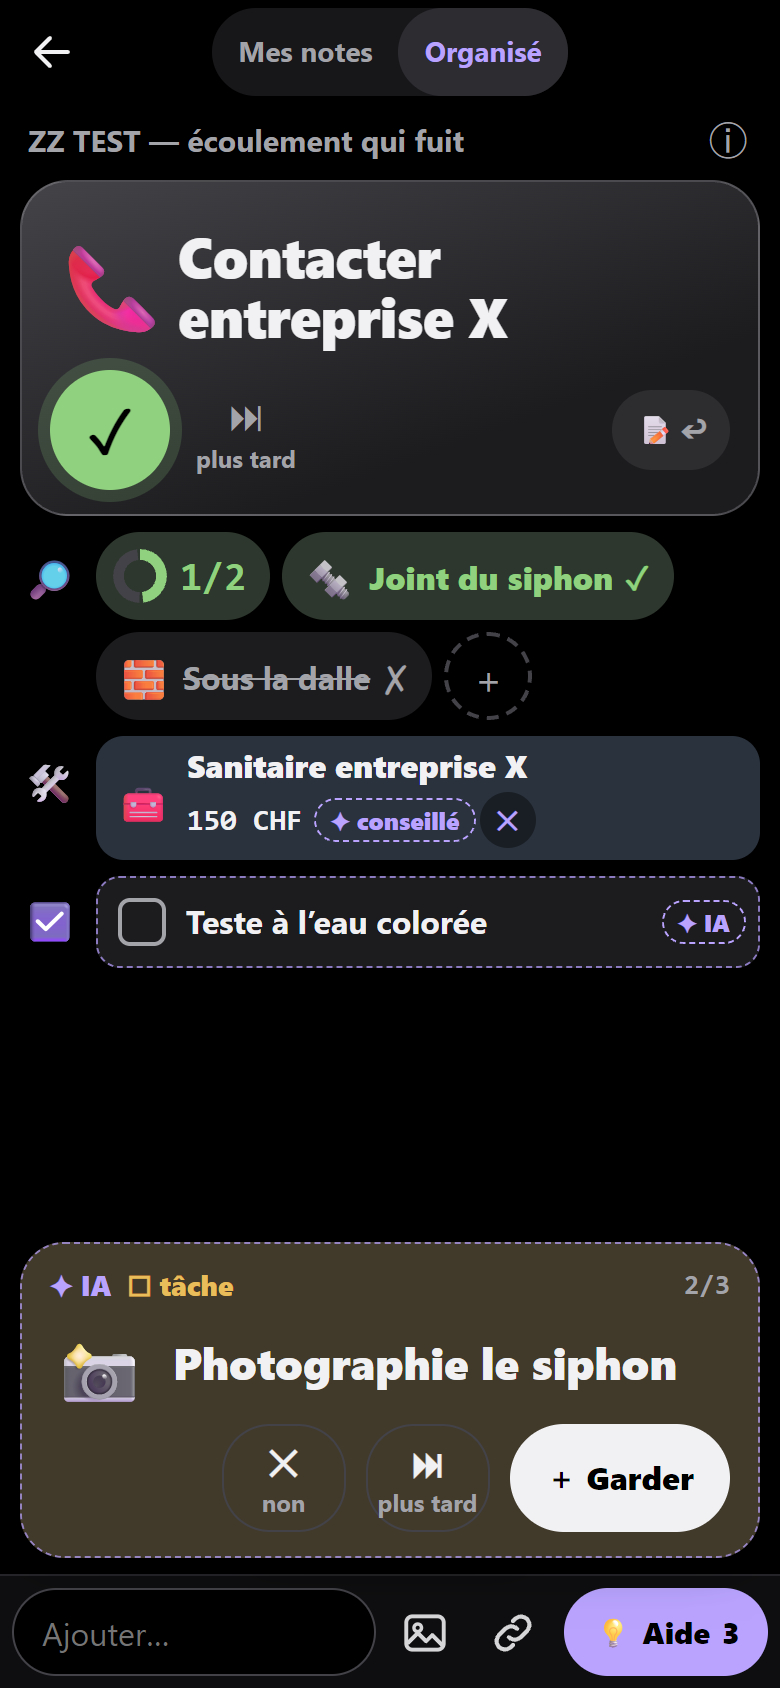 Mes notes
Organisé
ZZ TEST — écoulement qui fuit
Contacter
entreprise X
plus tard
1/2
Joint du siphon ✓
Sous la dalle ✗
+
Sanitaire entreprise X
150 CHF ✦ conseillé ✕
Teste à l’eau colorée
✦ IA
✦ IA ☐ tâche
2/3
Photographie le siphon
non
plus tard
+ Garder
Ajouter…
Aide 3